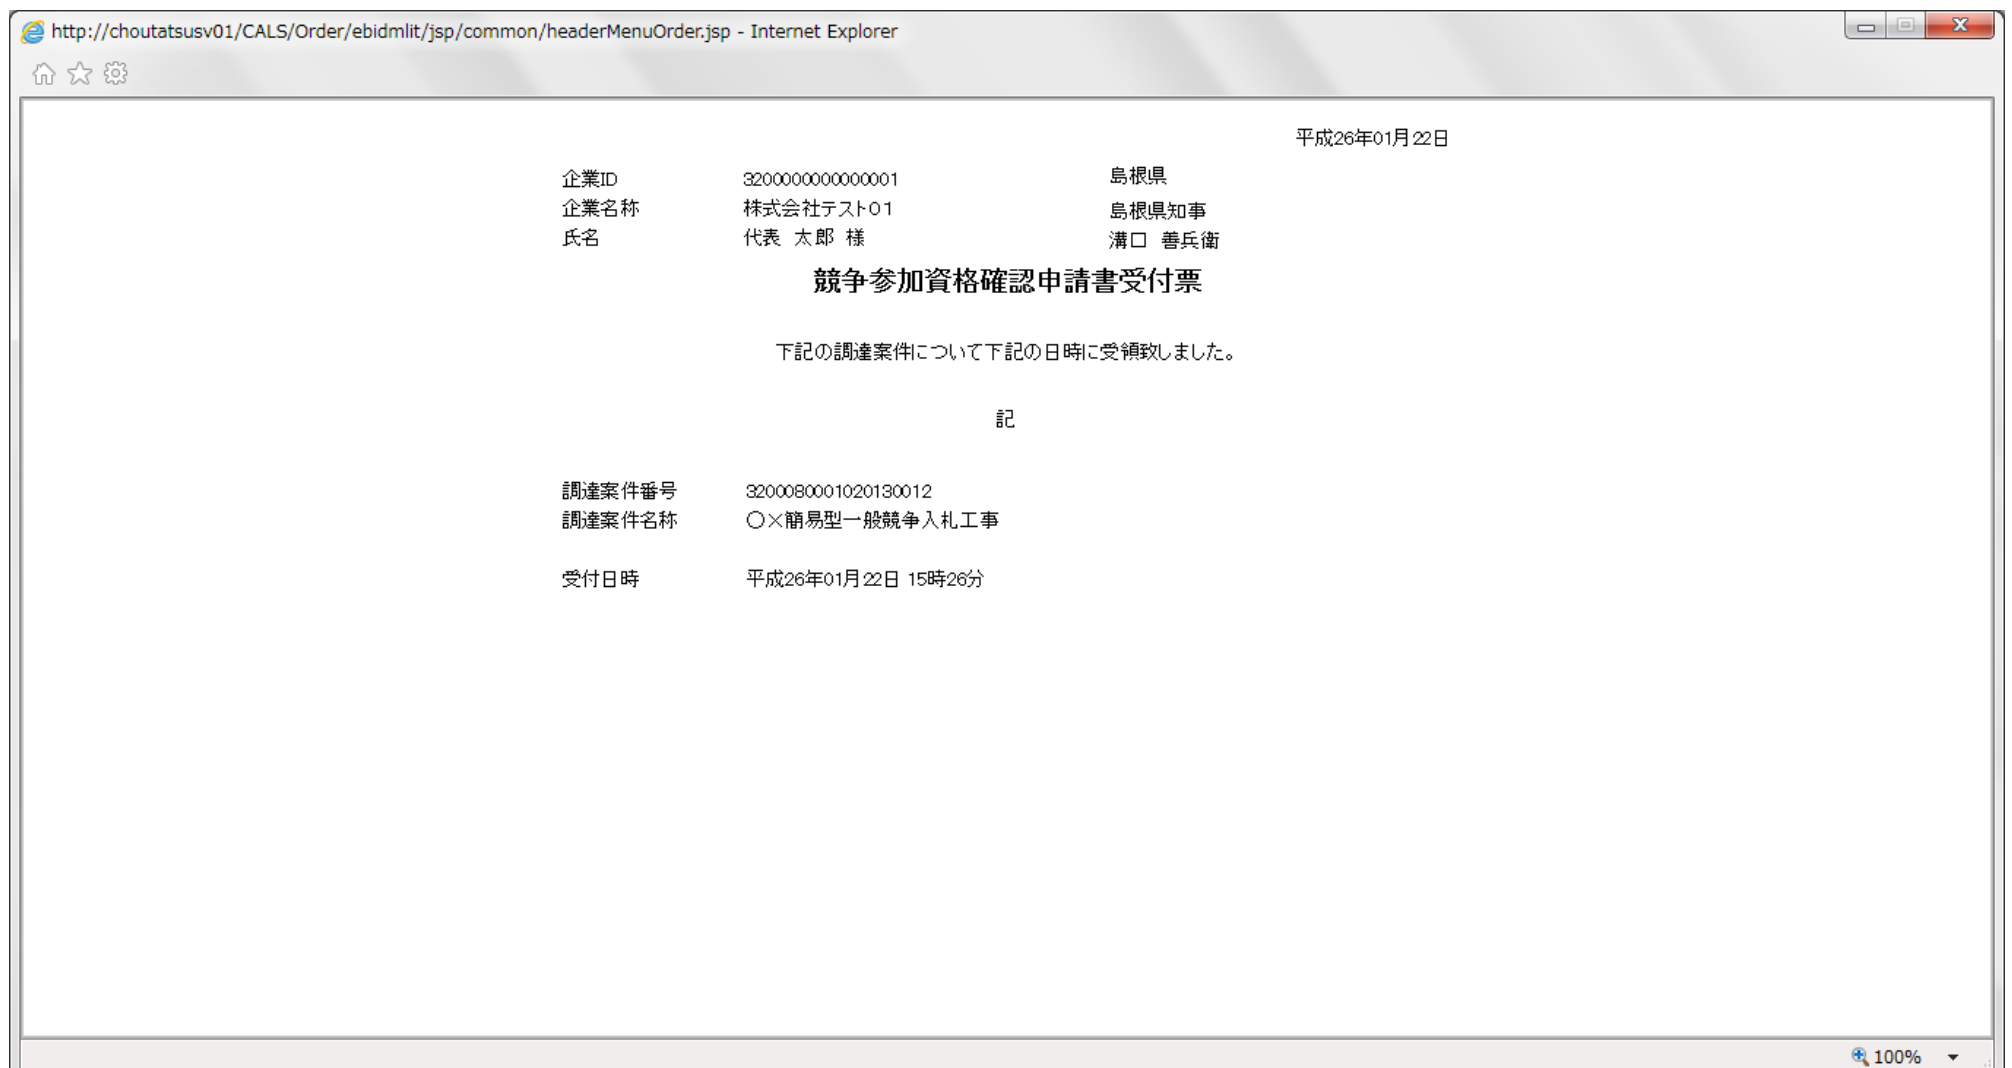 http://choutatsusv01/CALS/Order/ebidmlit/jsp/common/headerMenuOrder.jsp - Internet Explorer
平成26年01月22日
企業ID 3200000000000001 島根県
企業名称 株式会社テスト01 島根県知事
氏名 代表 太郎 様 溝口 善兵衛
競争参加資格確認申請書受付票
下記の調達案件について下記の日時に受領致しました。
記
調達案件番号 3200080001020130012
調達案件名称 ○×簡易型一般競争入札工事
受付日時 平成26年01月22日 15時26分
100%